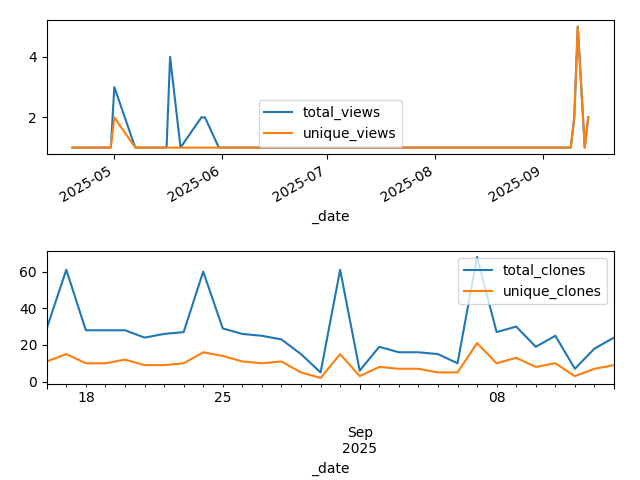 4
2
total_views
unique_views
2025-05
2025-06
2025-07
2025-08
2025-09
_date
60
40
20
0
total_clones
unique_clones
18
25
Sep
2025
08
_date